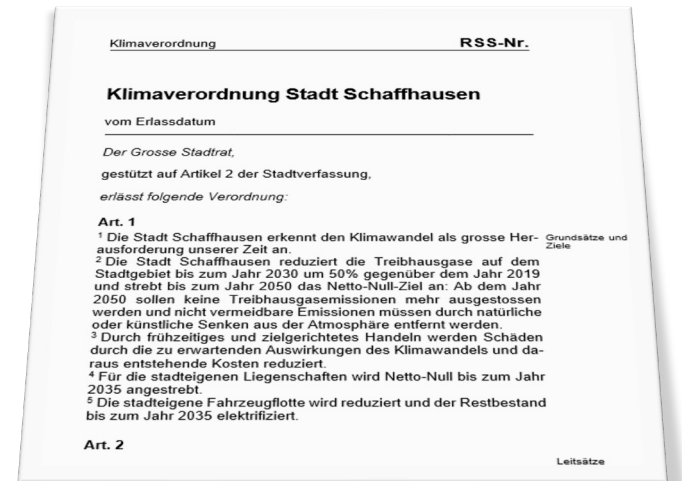 Klimaverordnung RSS-Nr.
Klimaverordnung Stadt Schaffhausen
vom Erlassdatum
Der Grosse Stadtrat,
gestützt auf Artikel 2 der Stadtverfassung,
erlässt folgende Verordnung:
Art. 1
¹ Die Stadt Schaffhausen erkennt den Klimawandel als grosse Her- Grundsätze und
ausforderung unserer Zeit an. Ziele
² Die Stadt Schaffhausen reduziert die Treibhausgase auf dem
Stadtgebiet bis zum Jahr 2030 um 50% gegenüber dem Jahr 2019
und strebt bis zum Jahr 2050 das Netto-Null-Ziel an: Ab dem Jahr
2050 sollen keine Treibhausgasemissionen mehr ausgestossen
werden und nicht vermeidbare Emissionen müssen durch natürliche
oder künstliche Senken aus der Atmosphäre entfernt werden.
³ Durch frühzeitiges und zielgerichtetes Handeln werden Schäden
durch die zu erwartenden Auswirkungen des Klimawandels und da-
raus entstehende Kosten reduziert.
⁴ Für die stadteigenen Liegenschaften wird Netto-Null bis zum Jahr
2035 angestrebt.
⁵ Die stadteigene Fahrzeugflotte wird reduziert und der Restbestand
bis zum Jahr 2035 elektrifiziert.
Art. 2
Leitsätze